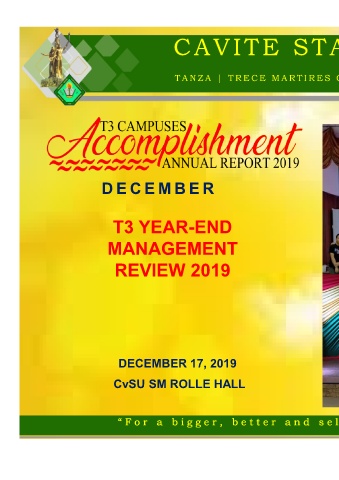 CAVITE STA
TANZA | TRECE MARTIRES
T3 CAMPUSES
Accomplishment
ANNUAL REPORT 2019
DECEMBER
T3 YEAR-END
MANAGEMENT
REVIEW 2019
DECEMBER 17, 2019
CvSU SM ROLLE HALL
"For a bigger, better and sel